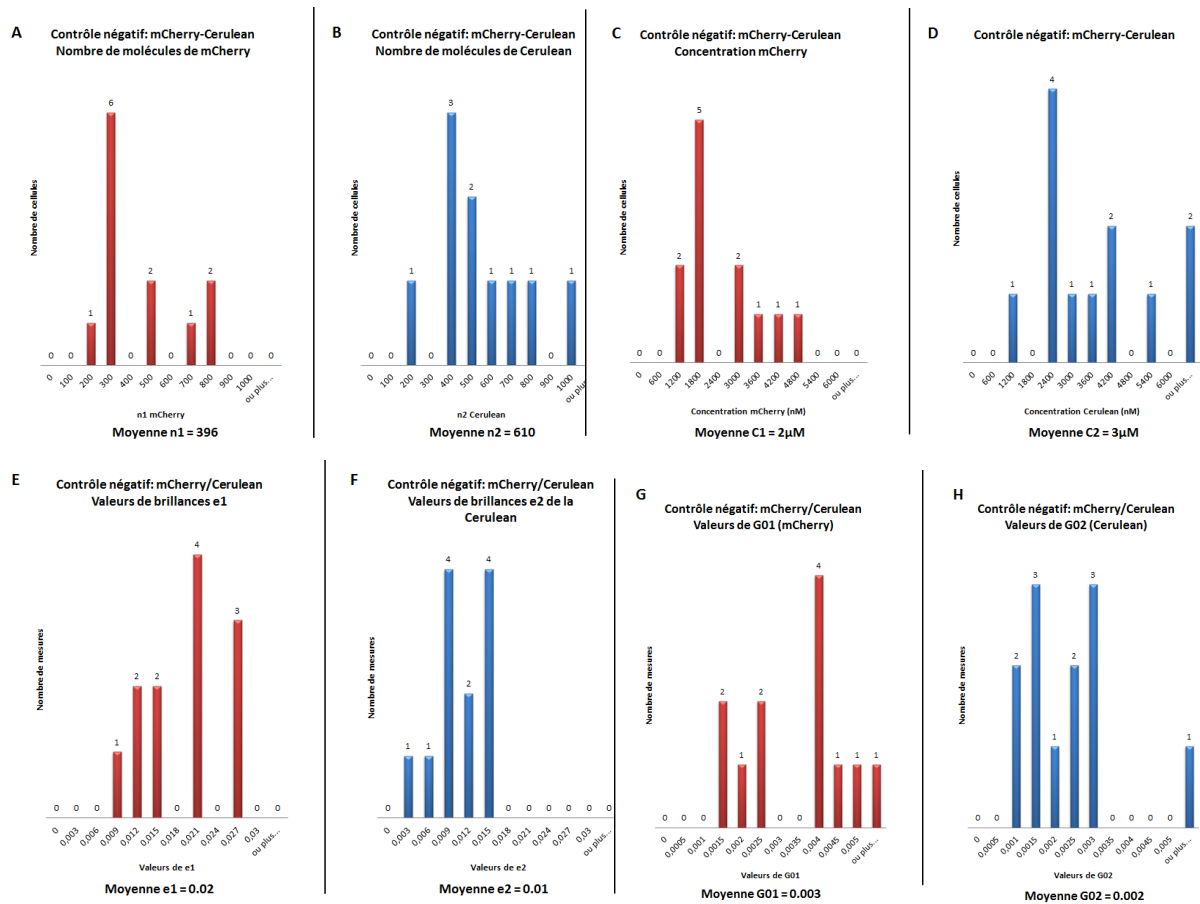 A
Contrôle négatif: mCherry-Cerulean
Nombre de molécules de mCherry
Nombre de cellules
0 0 1 6 0 2 0 1 2 0 0 0
0 100 200 300 400 500 600 700 800 900 1000 ou plus...
n1 mCherry
Moyenne n1 = 396
B
Contrôle négatif: mCherry-Cerulean
Nombre de molécules de Cerulean
Nombre de cellules
0 0 1 0 3 2 1 1 1 0 1
0 100 200 300 400 500 600 700 800 900 1000 ou plus...
n2 Cerulean
Moyenne n2 = 610
C
Contrôle négatif: mCherry-Cerulean
Concentration mCherry
Nombre de cellules
0 0 2 5 0 2 1 1 1 0 0 0
0 600 1200 1800 2400 3000 3600 4200 4800 5400 6000 ou plus...
Concentration mCherry (nM)
Moyenne C1 = 2µM
D
Contrôle négatif: mCherry-Cerulean
Nombre de cellules
0 0 1 0 4 1 1 2 0 1 0 2
0 600 1200 1800 2400 3000 3600 4200 4800 5400 6000 ou plus...
Concentration Cerulean (nM)
Moyenne C2 = 3µM
E
Contrôle négatif: mCherry/Cerulean
Valeurs de brillances e1
Nombre de mesures
0 0 0 1 2 2 0 4 0 3 0 0
0 0,003 0,006 0,009 0,012 0,015 0,018 0,021 0,024 0,027 0,03 ou plus...
Valeurs de e1
Moyenne e1 = 0.02
F
Contrôle négatif: mCherry/Cerulean
Valeurs de brillances e2 de la
Cerulean
Nombre de mesures
0 1 1 4 2 4 0 0 0 0 0 0
0 0,003 0,006 0,009 0,012 0,015 0,018 0,021 0,024 0,027 0,03 ou plus...
Valeurs de e2
Moyenne e2 = 0.01
G
Contrôle négatif: mCherry/Cerulean
Valeurs de G01 (mCherry)
Nombre de mesures
0 0 0 2 1 2 0 0 4 1 1 1
0 0,0005 0,001 0,0015 0,002 0,0025 0,003 0,0035 0,004 0,0045 0,005 ou plus...
Valeurs de G01
Moyenne G01 = 0.003
H
Contrôle négatif: mCherry/Cerulean
Valeurs de G02 (Cerulean)
Nombre de mesures
0 0 2 3 1 2 3 0 0 0 0 1
0 0,0005 0,001 0,0015 0,002 0,0025 0,003 0,0035 0,004 0,0045 0,005 ou plus...
Valeurs de G02
Moyenne G02 = 0.002